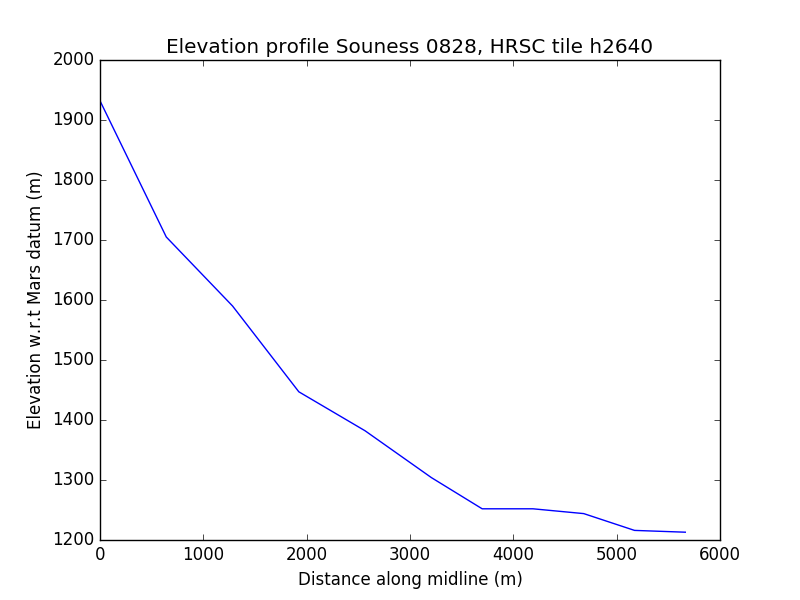 Elevation profile Souness 0828, HRSC tile h2640
2000
1900
1800
1700
1600
1500
1400
1300
1200
Elevation w.r.t Mars datum (m)
0 1000 2000 3000 4000 5000 6000
Distance along midline (m)